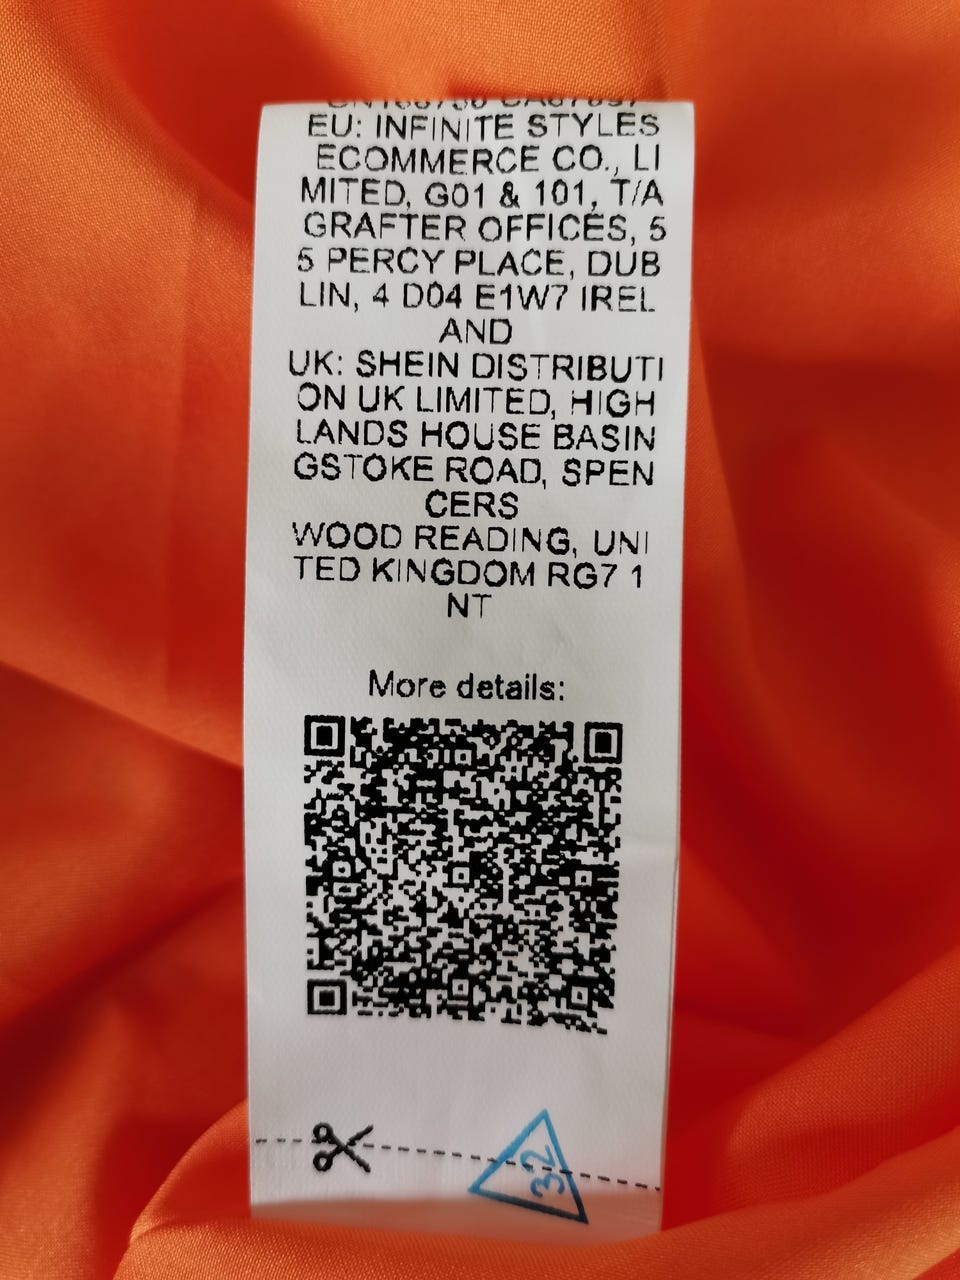 EU: INFINITE STYLES
ECOMMERCE CO., LI
MITED, G01 & 101, T/A
GRAFTER OFFICES, 5
5 PERCY PLACE, DUB
LIN, 4 D04 E1W7 IREL
AND
UK: SHEIN DISTRIBUTI
ON UK LIMITED, HIGH
LANDS HOUSE BASIN
GSTOKE ROAD, SPEN
CERS
WOOD READING, UNI
TED KINGDOM RG7 1
NT
More details:
32